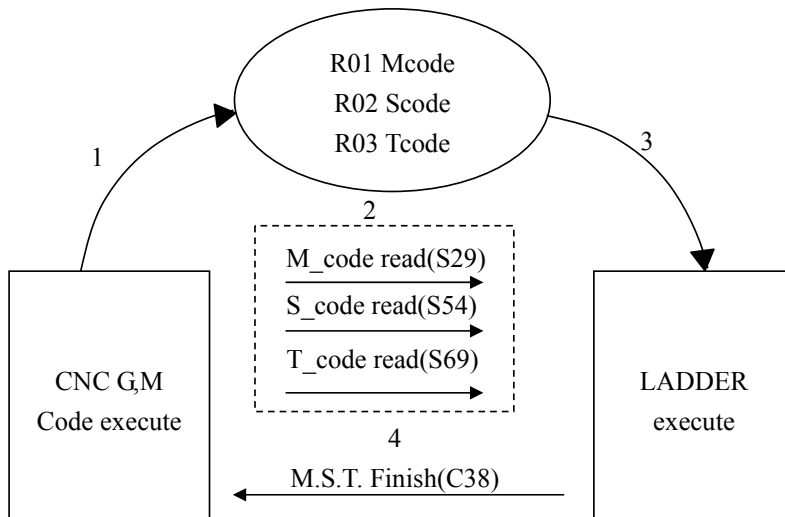 R01 Mcode
R02 Scode
R03 Tcode
1
3
2
M_code read(S29)
S_code read(S54)
T_code read(S69)
CNC G,M
Code execute
LADDER
execute
4
M.S.T. Finish(C38)